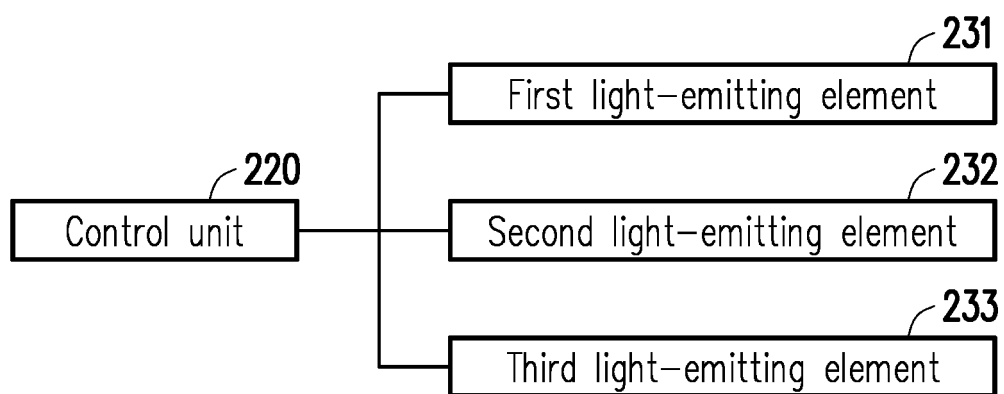 231
First light-emitting element
220
232
Control unit
Second light-emitting element
233
Third light-emitting element